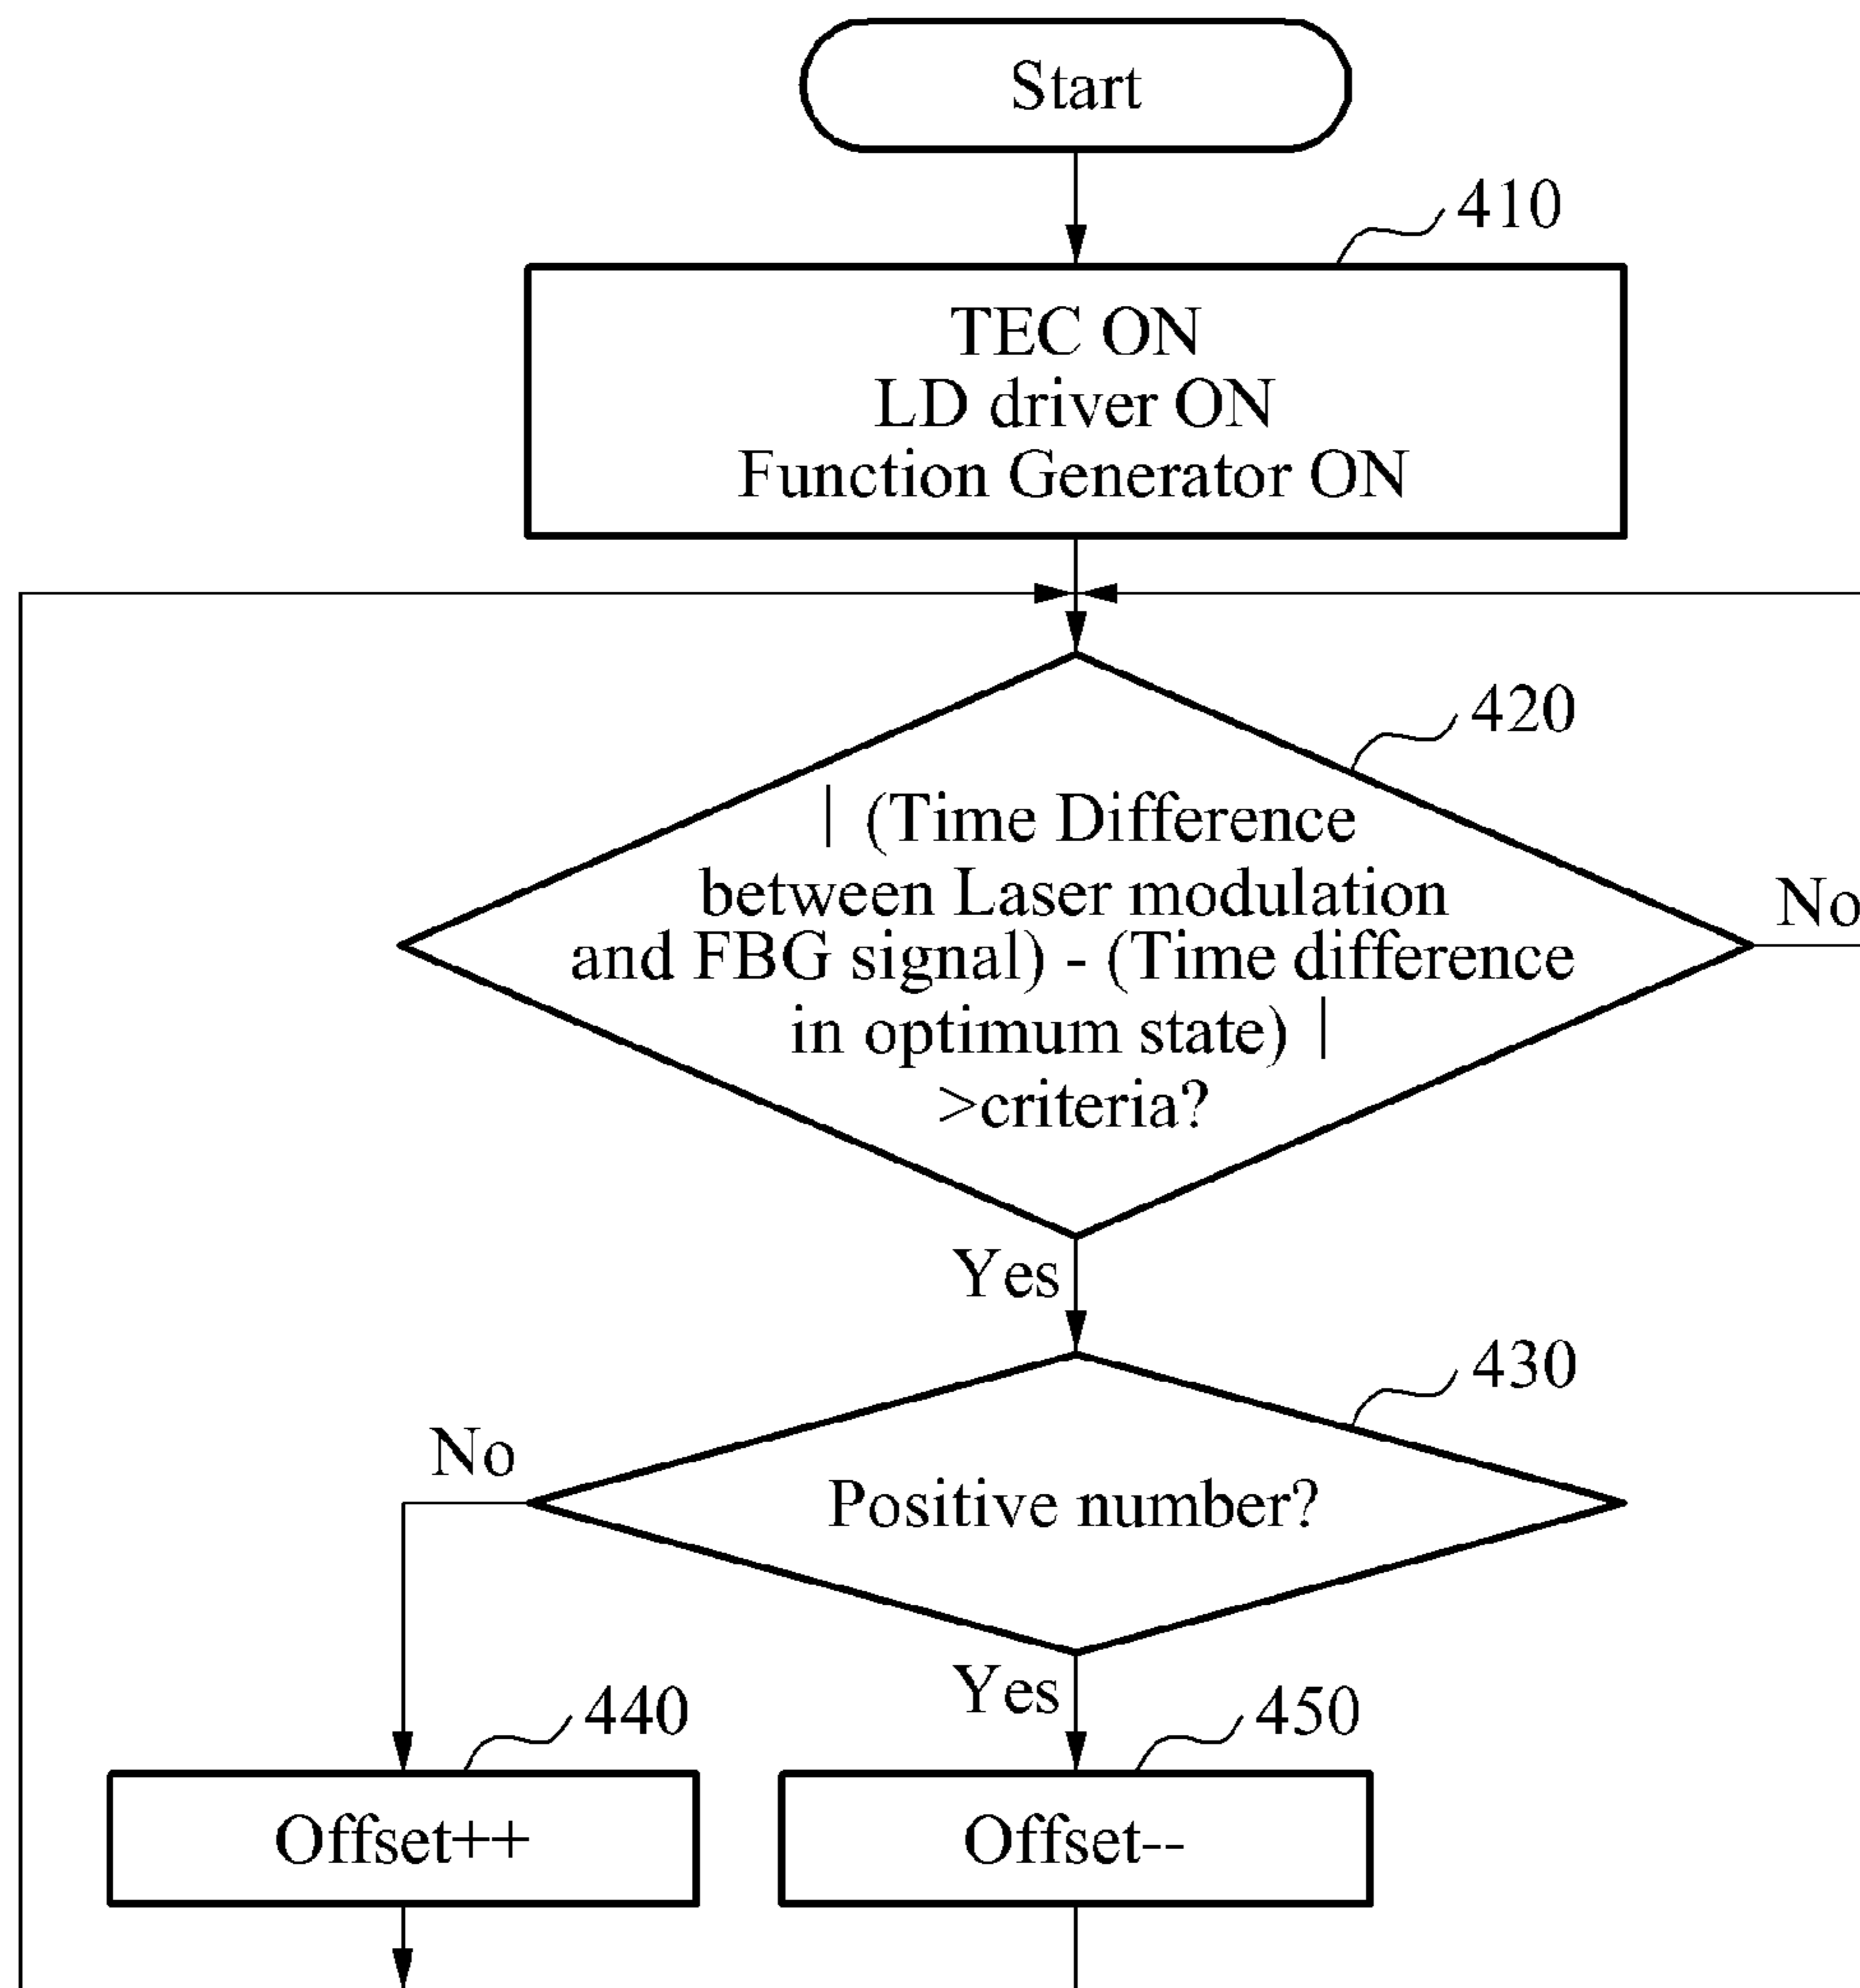 Start
410
TEC ON
LD driver ON
Function Generator ON
420
| (Time Difference
between Laser modulation
and FBG signal) - (Time difference
in optimum state) |
>criteria?
No
Yes
430
Positive number?
No
Yes
440
450
Offset++
Offset--